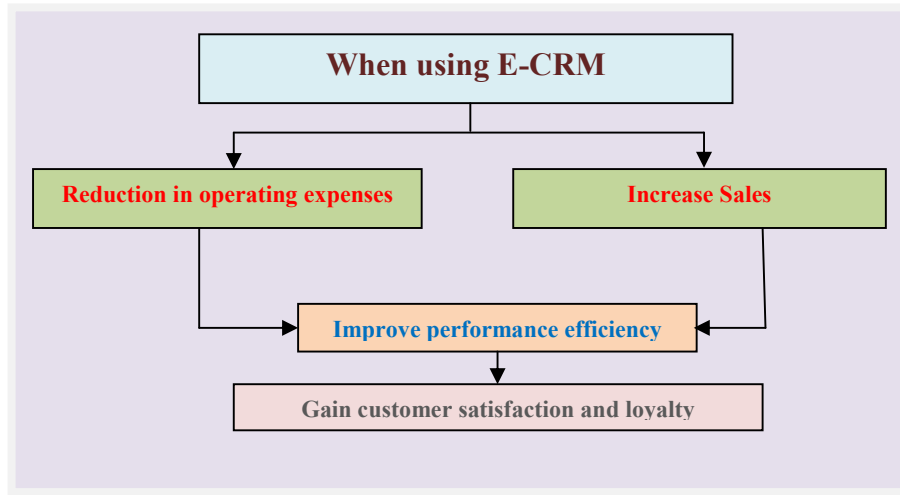 When using E-CRM
Reduction in operating expenses
Increase Sales
Improve performance efficiency
Gain customer satisfaction and loyalty